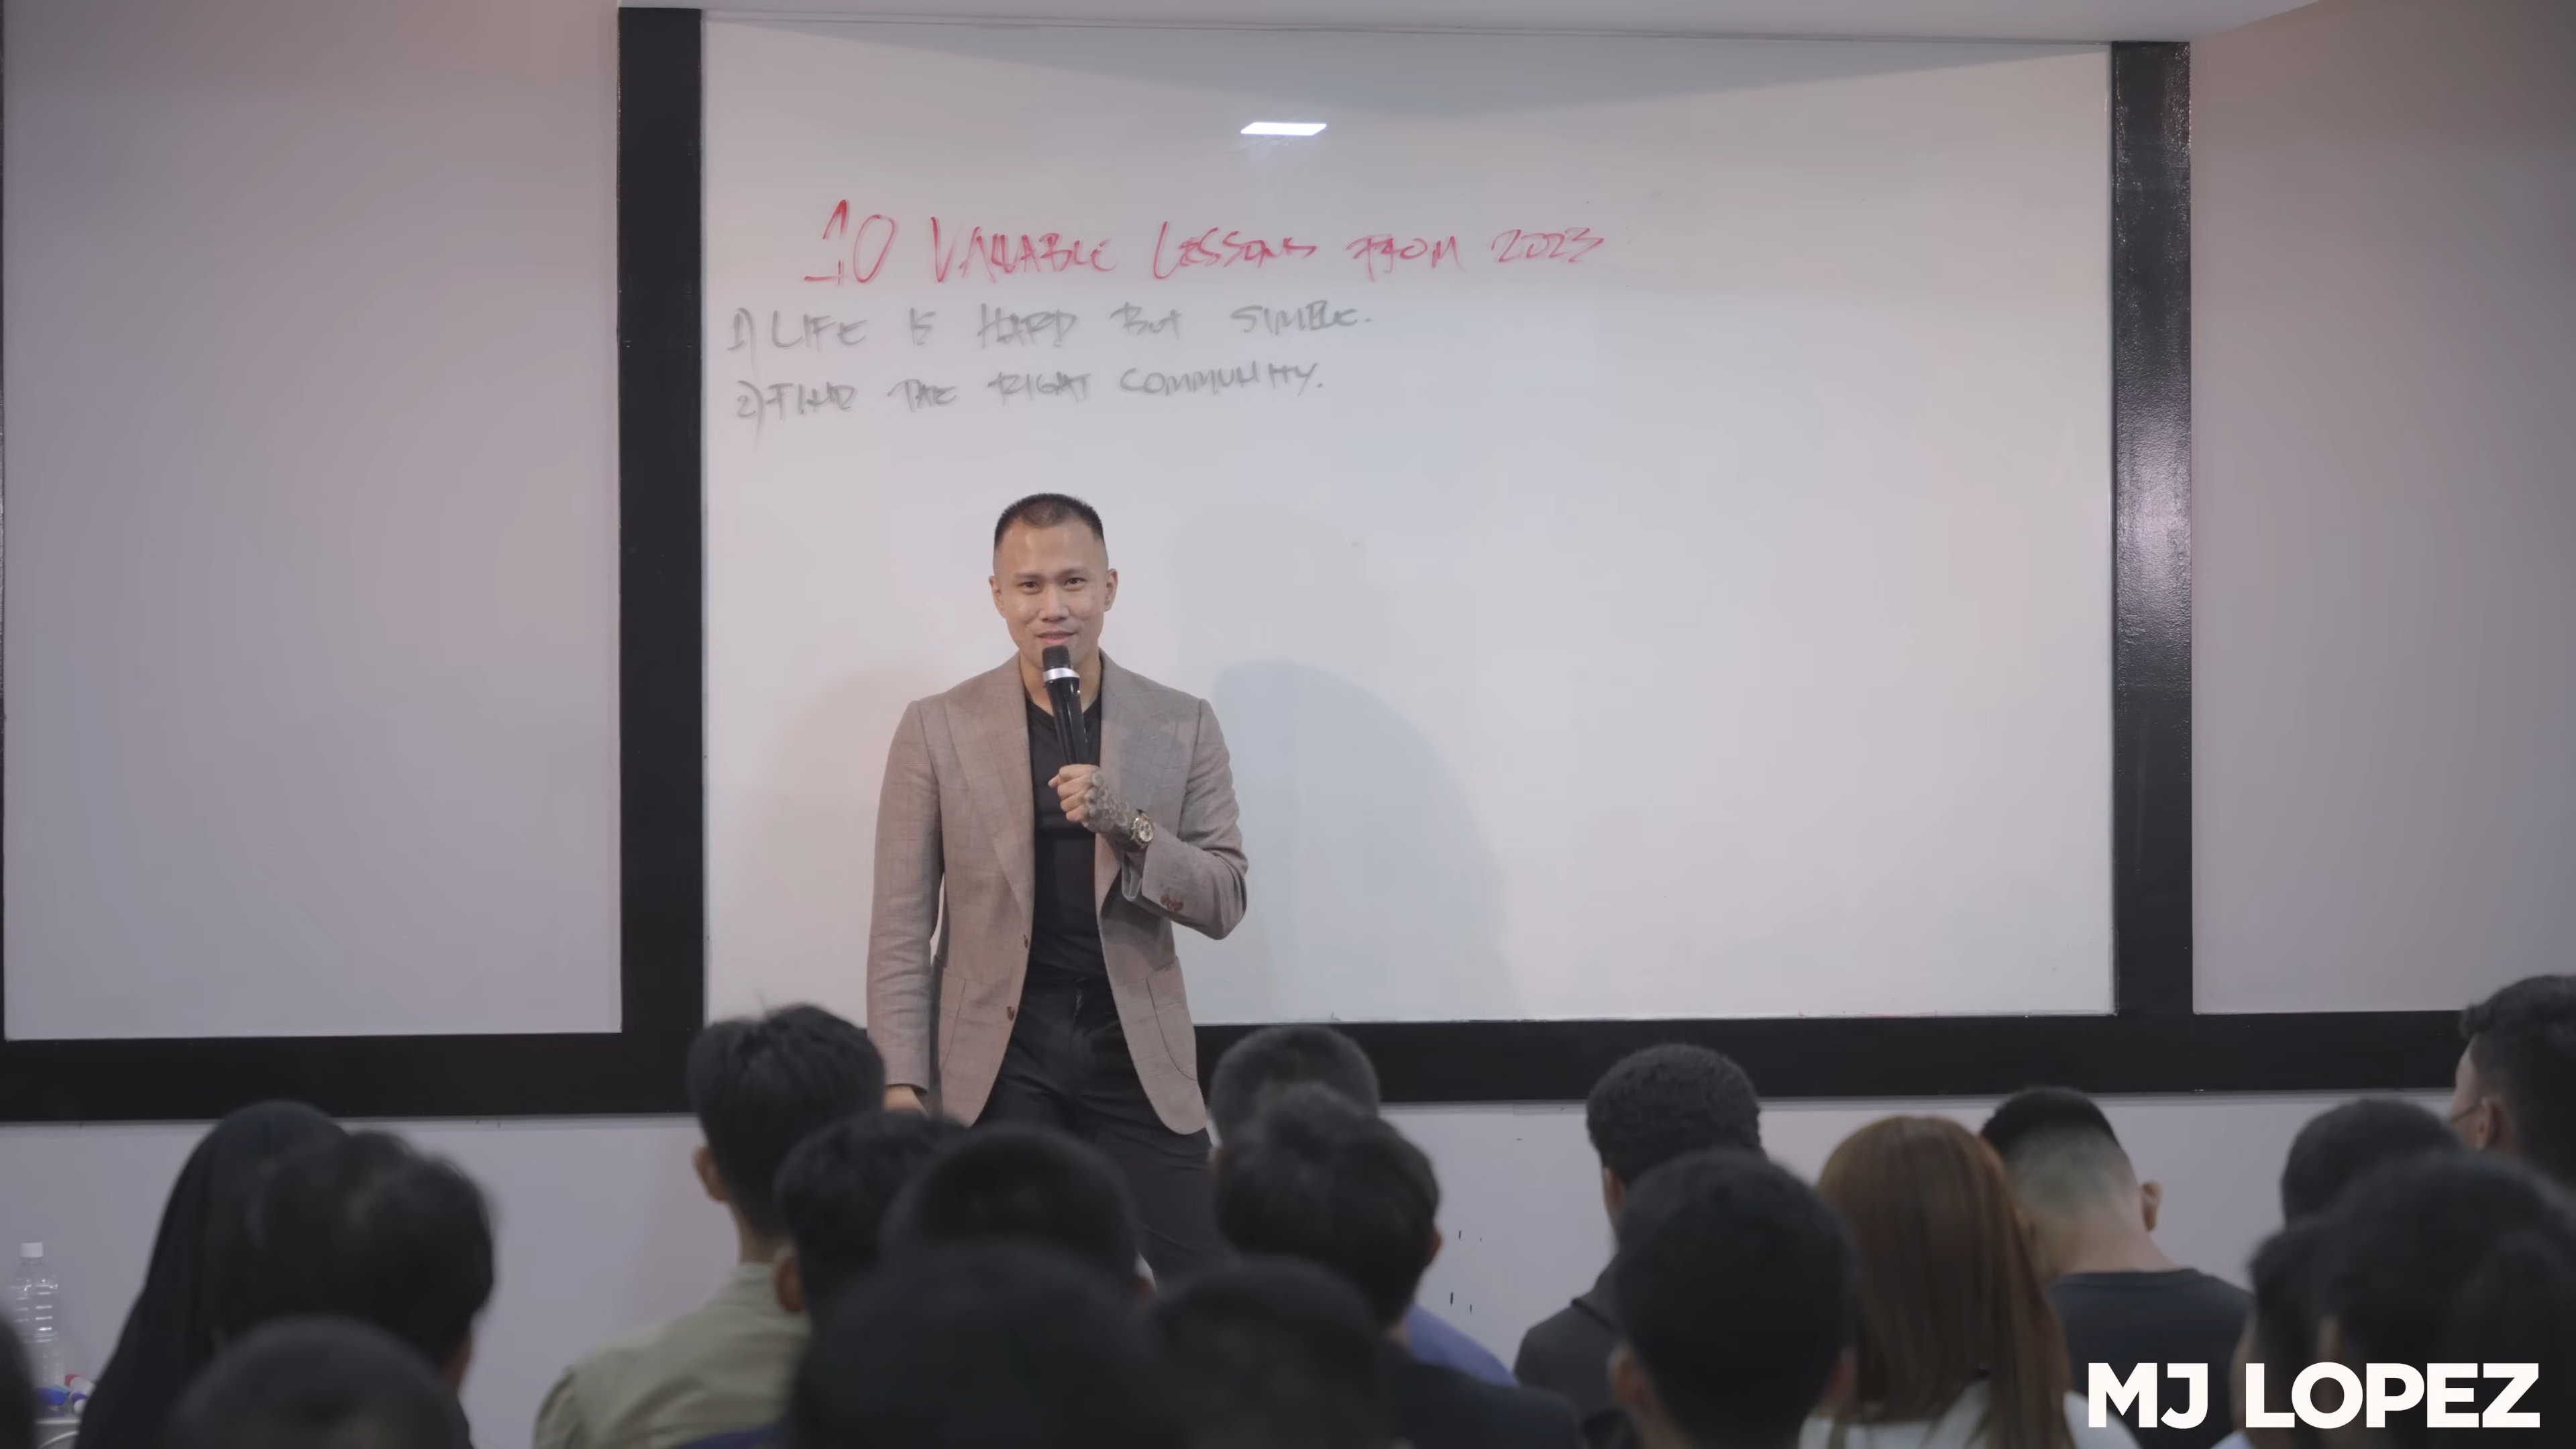 10 VALUABLE LESSONS FROM 2023
1) LIFE IS HARD BUT SIMPLE.
2) FIND THE RIGHT COMMUNITY.
MJ LOPEZ